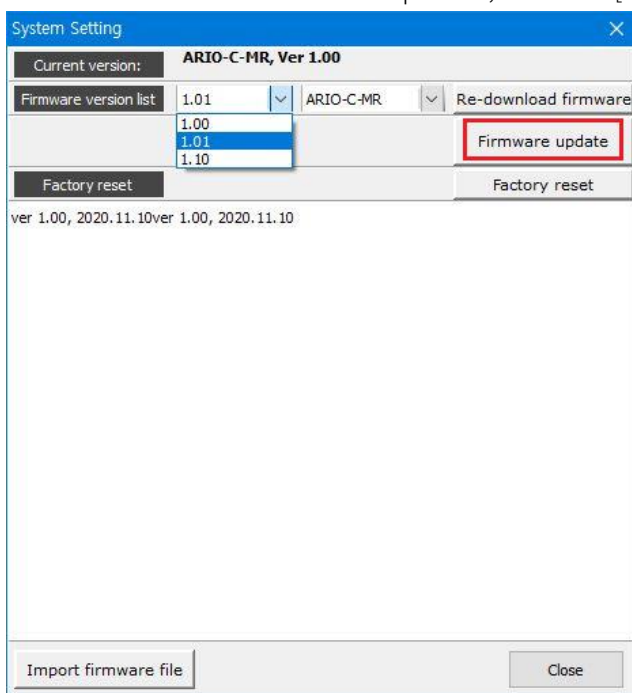 System Setting
Current version: ARIO-C-MR, Ver 1.00
Firmware version list 1.01 ARIO-C-MR Re-download firmware
1.00
1.01 Firmware update
1.10
Factory reset Factory reset
ver 1.00, 2020.11.10ver 1.00, 2020.11.10
Import firmware file Close